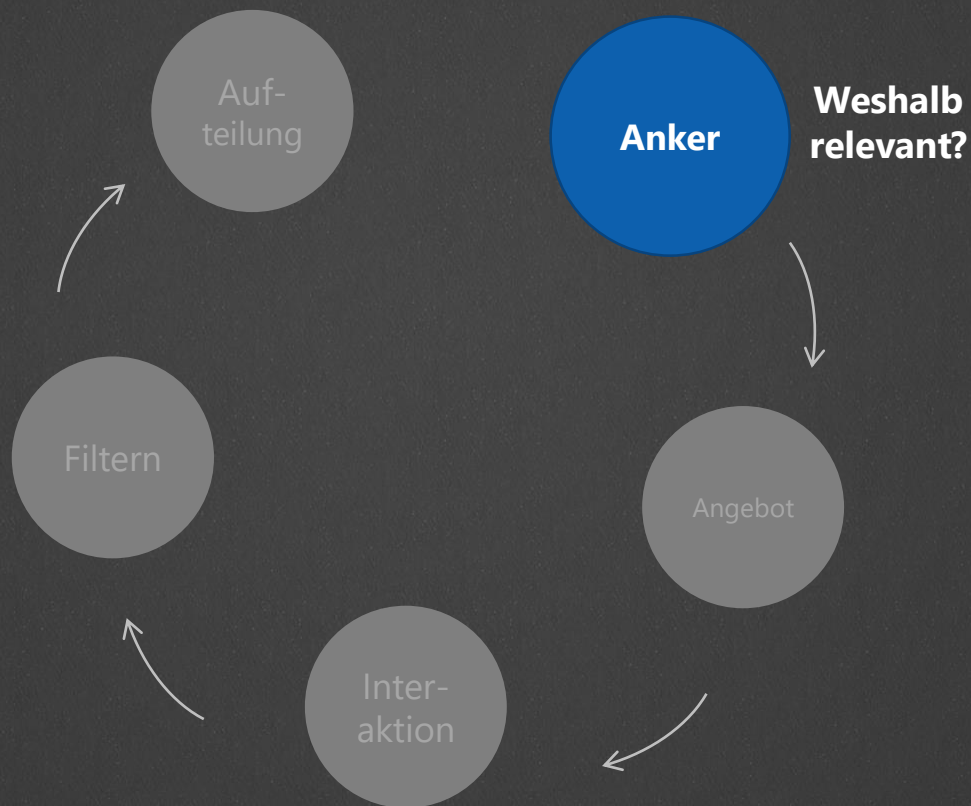 Anker
Weshalb
relevant?
Angebot
Inter-
aktion
Filtern
Auf-
teilung